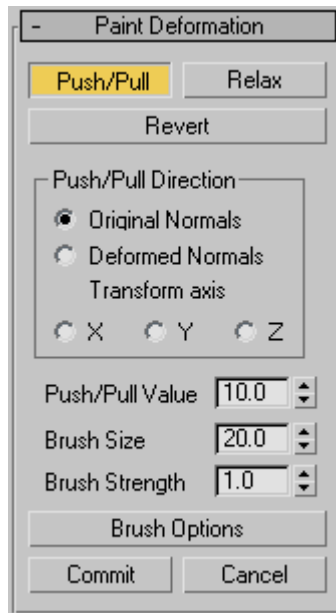 - Paint Deformation
Push/Pull Relax
Revert
Push/Pull Direction
Original Normals
Deformed Normals
Transform axis
X Y Z
Push/Pull Value 10.0
Brush Size 20.0
Brush Strength 1.0
Brush Options
Commit Cancel